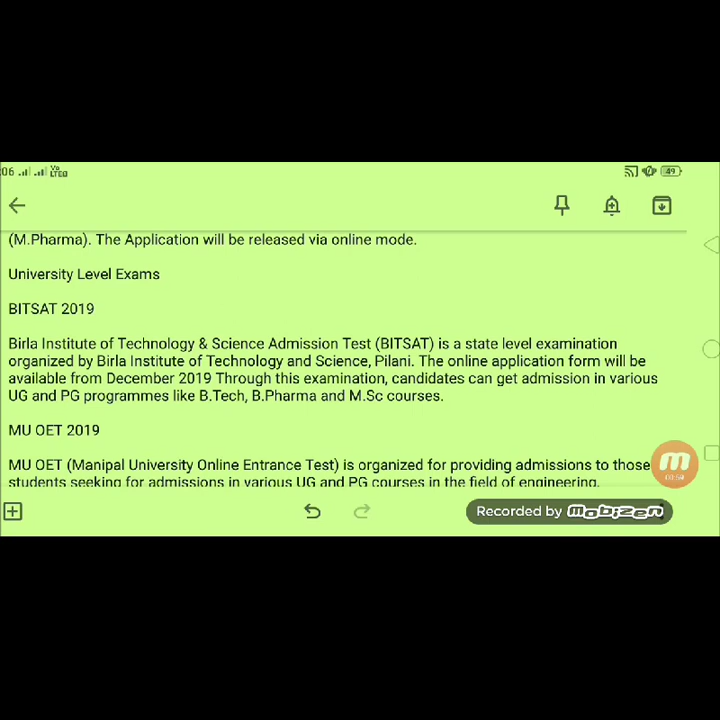 :06 Vo LTE 49
(M.Pharma). The Application will be released via online mode.
University Level Exams
BITSAT 2019
Birla Institute of Technology & Science Admission Test (BITSAT) is a state level examination
organized by Birla Institute of Technology and Science, Pilani. The online application form will be
available from December 2019 Through this examination, candidates can get admission in various
UG and PG programmes like B.Tech, B.Pharma and M.Sc courses.
MU OET 2019
MU OET (Manipal University Online Entrance Test) is organized for providing admissions to those
students seeking for admissions in various UG and PG courses in the field of engineering.
Recorded by mobizen